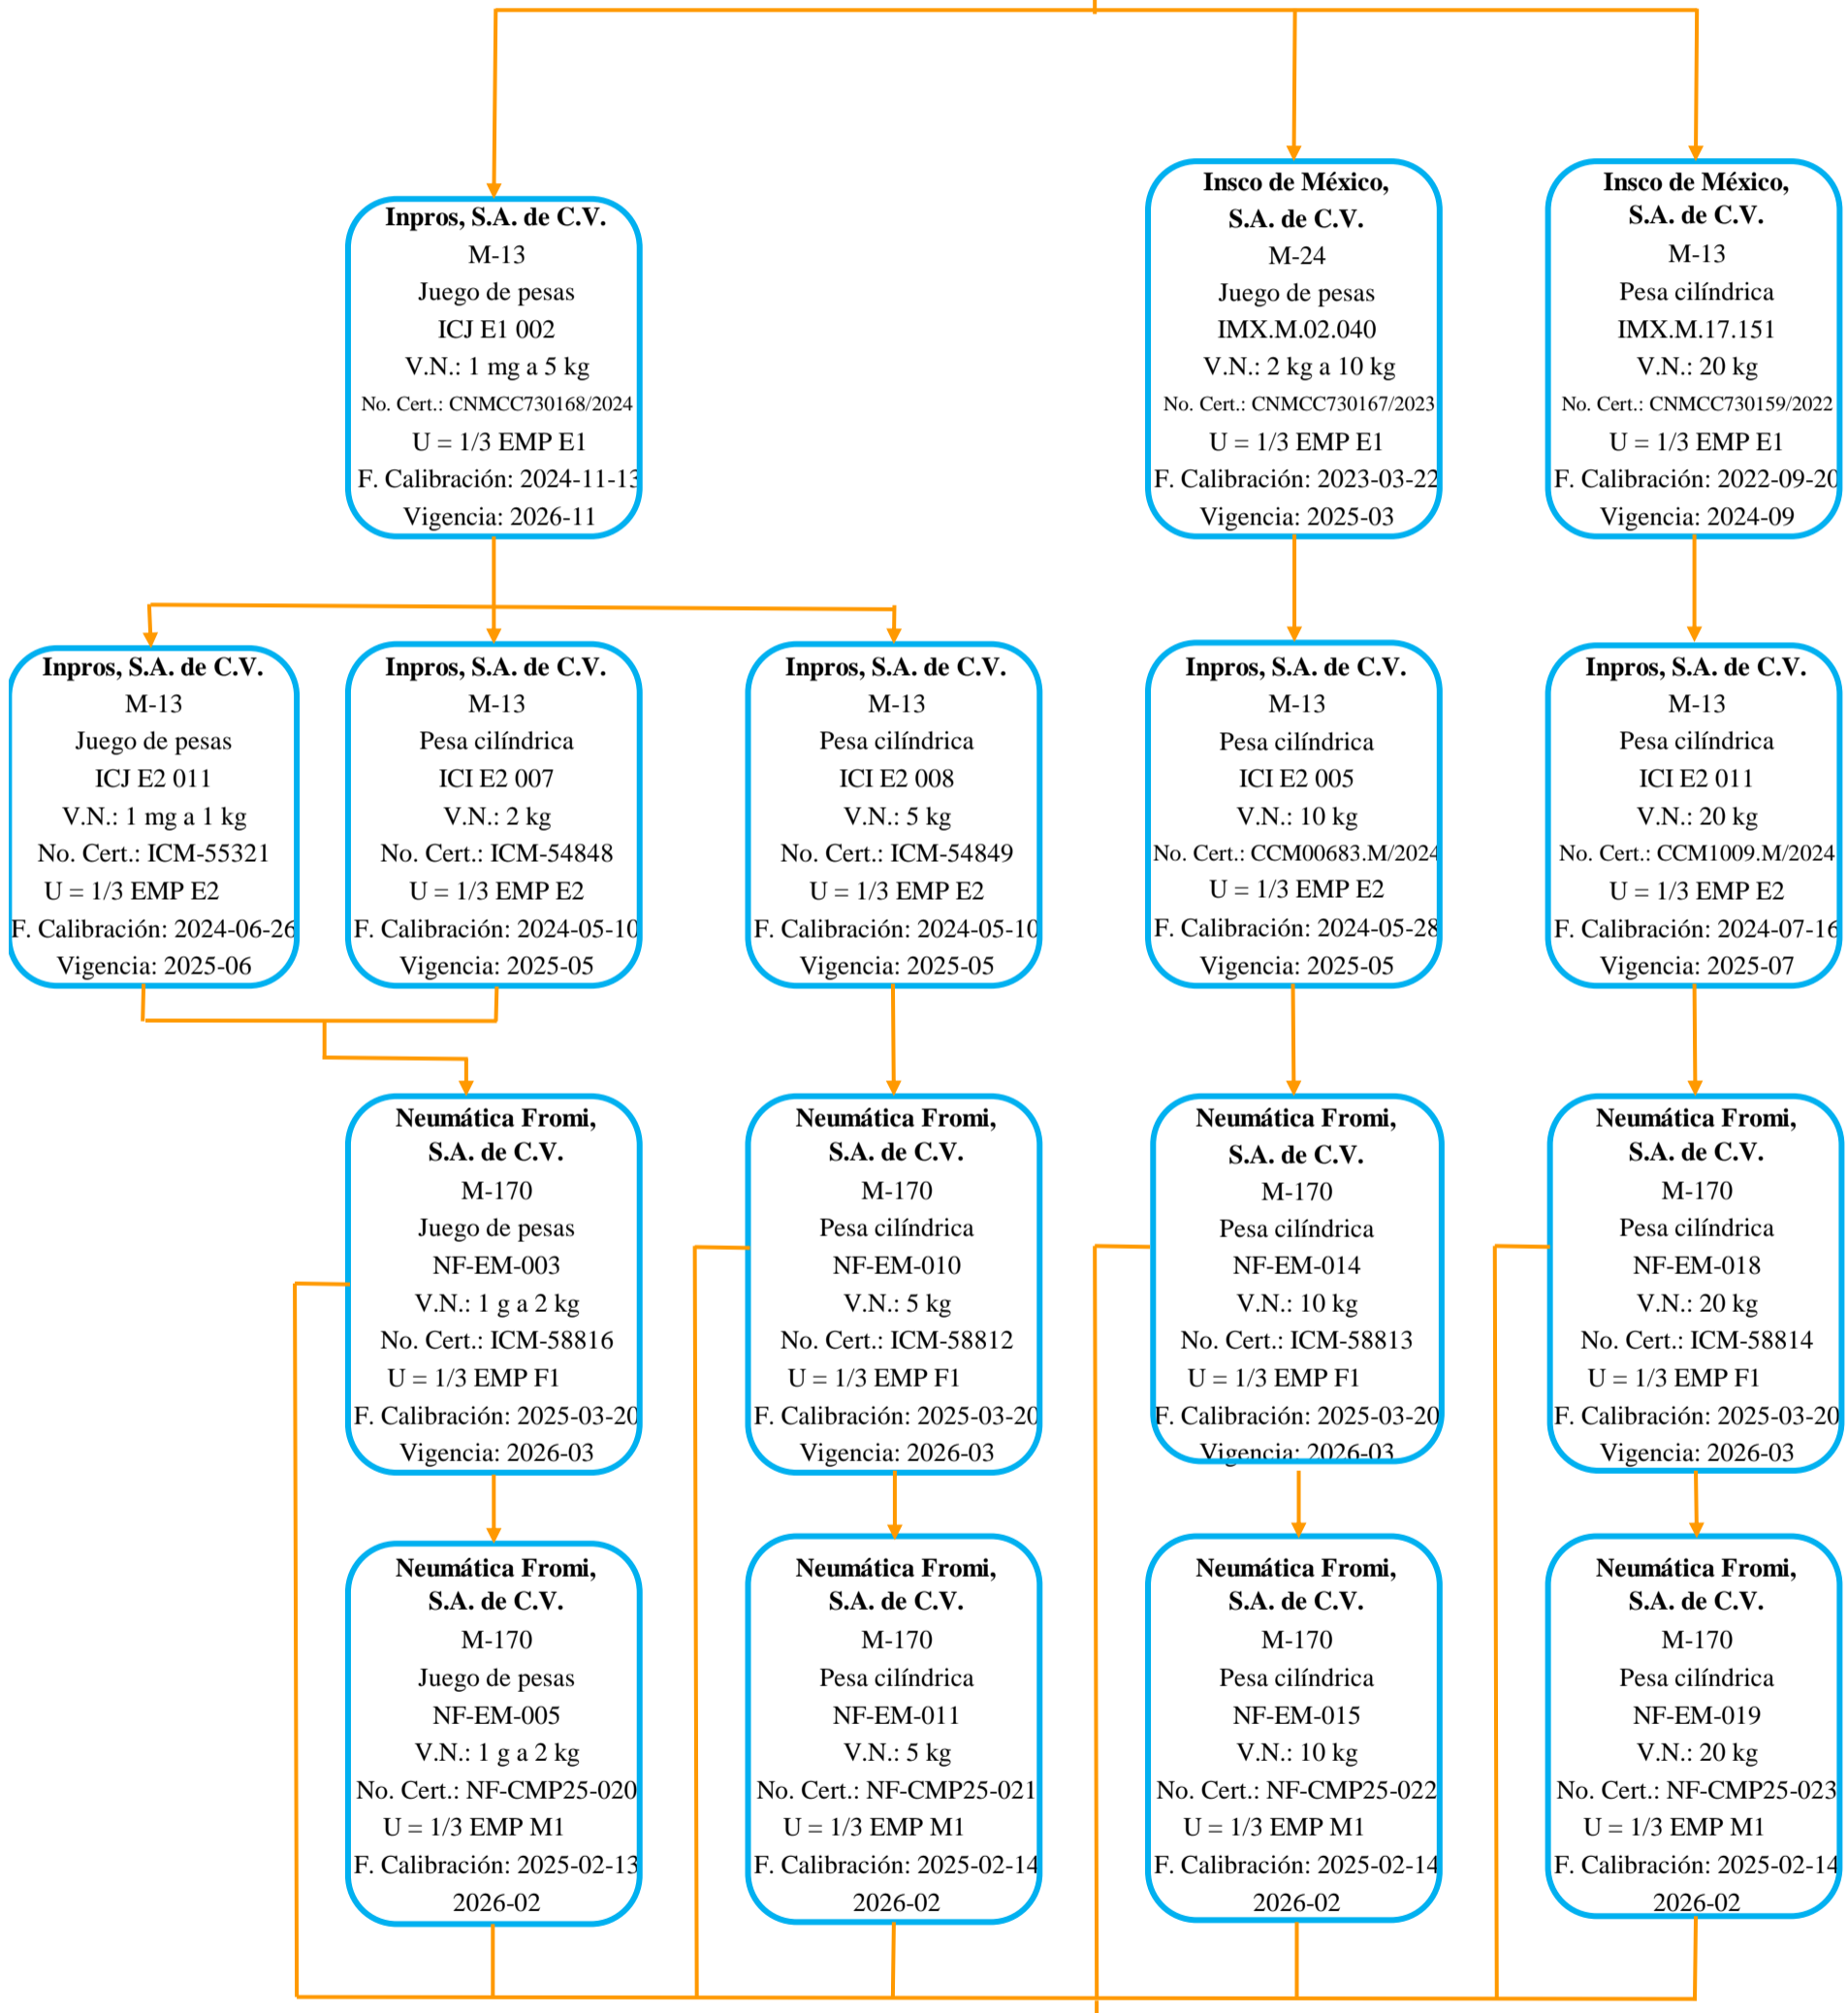 Inpros, S.A. de C.V.
M-13
Juego de pesas
ICJ E1 002
V.N.: 1 mg a 5 kg
No. Cert.: CNMCC730168/2024
U = 1/3 EMP E1
F. Calibración: 2024-11-13
Vigencia: 2026-11
Insco de México,
S.A. de C.V.
M-24
Juego de pesas
IMX.M.02.040
V.N.: 2 kg a 10 kg
No. Cert.: CNMCC730167/2023
U = 1/3 EMP E1
F. Calibración: 2023-03-22
Vigencia: 2025-03
Insco de México,
S.A. de C.V.
M-13
Pesa cilíndrica
IMX.M.17.151
V.N.: 20 kg
No. Cert.: CNMCC730159/2022
U = 1/3 EMP E1
F. Calibración: 2022-09-20
Vigencia: 2024-09
Inpros, S.A. de C.V.
M-13
Juego de pesas
ICJ E2 011
V.N.: 1 mg a 1 kg
No. Cert.: ICM-55321
U = 1/3 EMP E2
F. Calibración: 2024-06-26
Vigencia: 2025-06
Inpros, S.A. de C.V.
M-13
Pesa cilíndrica
ICI E2 007
V.N.: 2 kg
No. Cert.: ICM-54848
U = 1/3 EMP E2
F. Calibración: 2024-05-10
Vigencia: 2025-05
Inpros, S.A. de C.V.
M-13
Pesa cilíndrica
ICI E2 008
V.N.: 5 kg
No. Cert.: ICM-54849
U = 1/3 EMP E2
F. Calibración: 2024-05-10
Vigencia: 2025-05
Inpros, S.A. de C.V.
M-13
Pesa cilíndrica
ICI E2 005
V.N.: 10 kg
No. Cert.: CCM00683.M/2024
U = 1/3 EMP E2
F. Calibración: 2024-05-28
Vigencia: 2025-05
Inpros, S.A. de C.V.
M-13
Pesa cilíndrica
ICI E2 011
V.N.: 20 kg
No. Cert.: CCM1009.M/2024
U = 1/3 EMP E2
F. Calibración: 2024-07-16
Vigencia: 2025-07
Neumática Fromi,
S.A. de C.V.
M-170
Juego de pesas
NF-EM-003
V.N.: 1 g a 2 kg
No. Cert.: ICM-58816
U = 1/3 EMP F1
F. Calibración: 2025-03-20
Vigencia: 2026-03
Neumática Fromi,
S.A. de C.V.
M-170
Pesa cilíndrica
NF-EM-010
V.N.: 5 kg
No. Cert.: ICM-58812
U = 1/3 EMP F1
F. Calibración: 2025-03-20
Vigencia: 2026-03
Neumática Fromi,
S.A. de C.V.
M-170
Pesa cilíndrica
NF-EM-014
V.N.: 10 kg
No. Cert.: ICM-58813
U = 1/3 EMP F1
F. Calibración: 2025-03-20
Vigencia: 2026-03
Neumática Fromi,
S.A. de C.V.
M-170
Pesa cilíndrica
NF-EM-018
V.N.: 20 kg
No. Cert.: ICM-58814
U = 1/3 EMP F1
F. Calibración: 2025-03-20
Vigencia: 2026-03
Neumática Fromi,
S.A. de C.V.
M-170
Juego de pesas
NF-EM-005
V.N.: 1 g a 2 kg
No. Cert.: NF-CMP25-020
U = 1/3 EMP M1
F. Calibración: 2025-02-13
2026-02
Neumática Fromi,
S.A. de C.V.
M-170
Pesa cilíndrica
NF-EM-011
V.N.: 5 kg
No. Cert.: NF-CMP25-021
U = 1/3 EMP M1
F. Calibración: 2025-02-14
2026-02
Neumática Fromi,
S.A. de C.V.
M-170
Pesa cilíndrica
NF-EM-015
V.N.: 10 kg
No. Cert.: NF-CMP25-022
U = 1/3 EMP M1
F. Calibración: 2025-02-14
2026-02
Neumática Fromi,
S.A. de C.V.
M-170
Pesa cilíndrica
NF-EM-019
V.N.: 20 kg
No. Cert.: NF-CMP25-023
U = 1/3 EMP M1
F. Calibración: 2025-02-14
2026-02